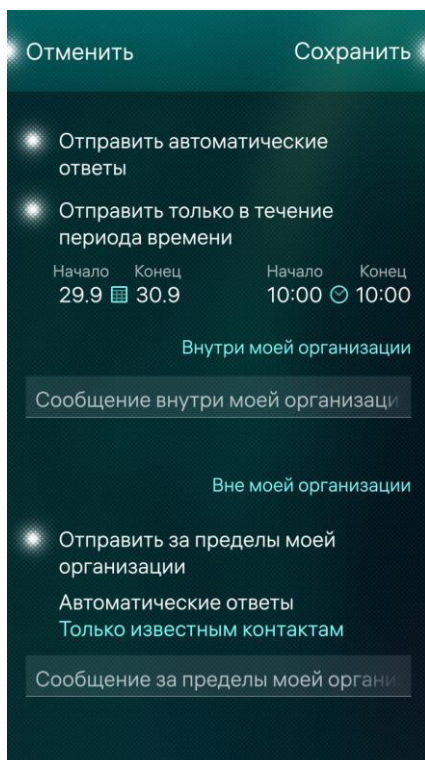 Отменить Сохранить
Отправить автоматические
ответы
Отправить только в течение
периода времени
Начало Конец Начало Конец
29.9 30.9 10:00 10:00
Внутри моей организации
Сообщение внутри моей организаци
Вне моей организации
Отправить за пределы моей
организации
Автоматические ответы
Только известным контактам
Сообщение за пределы моей органи